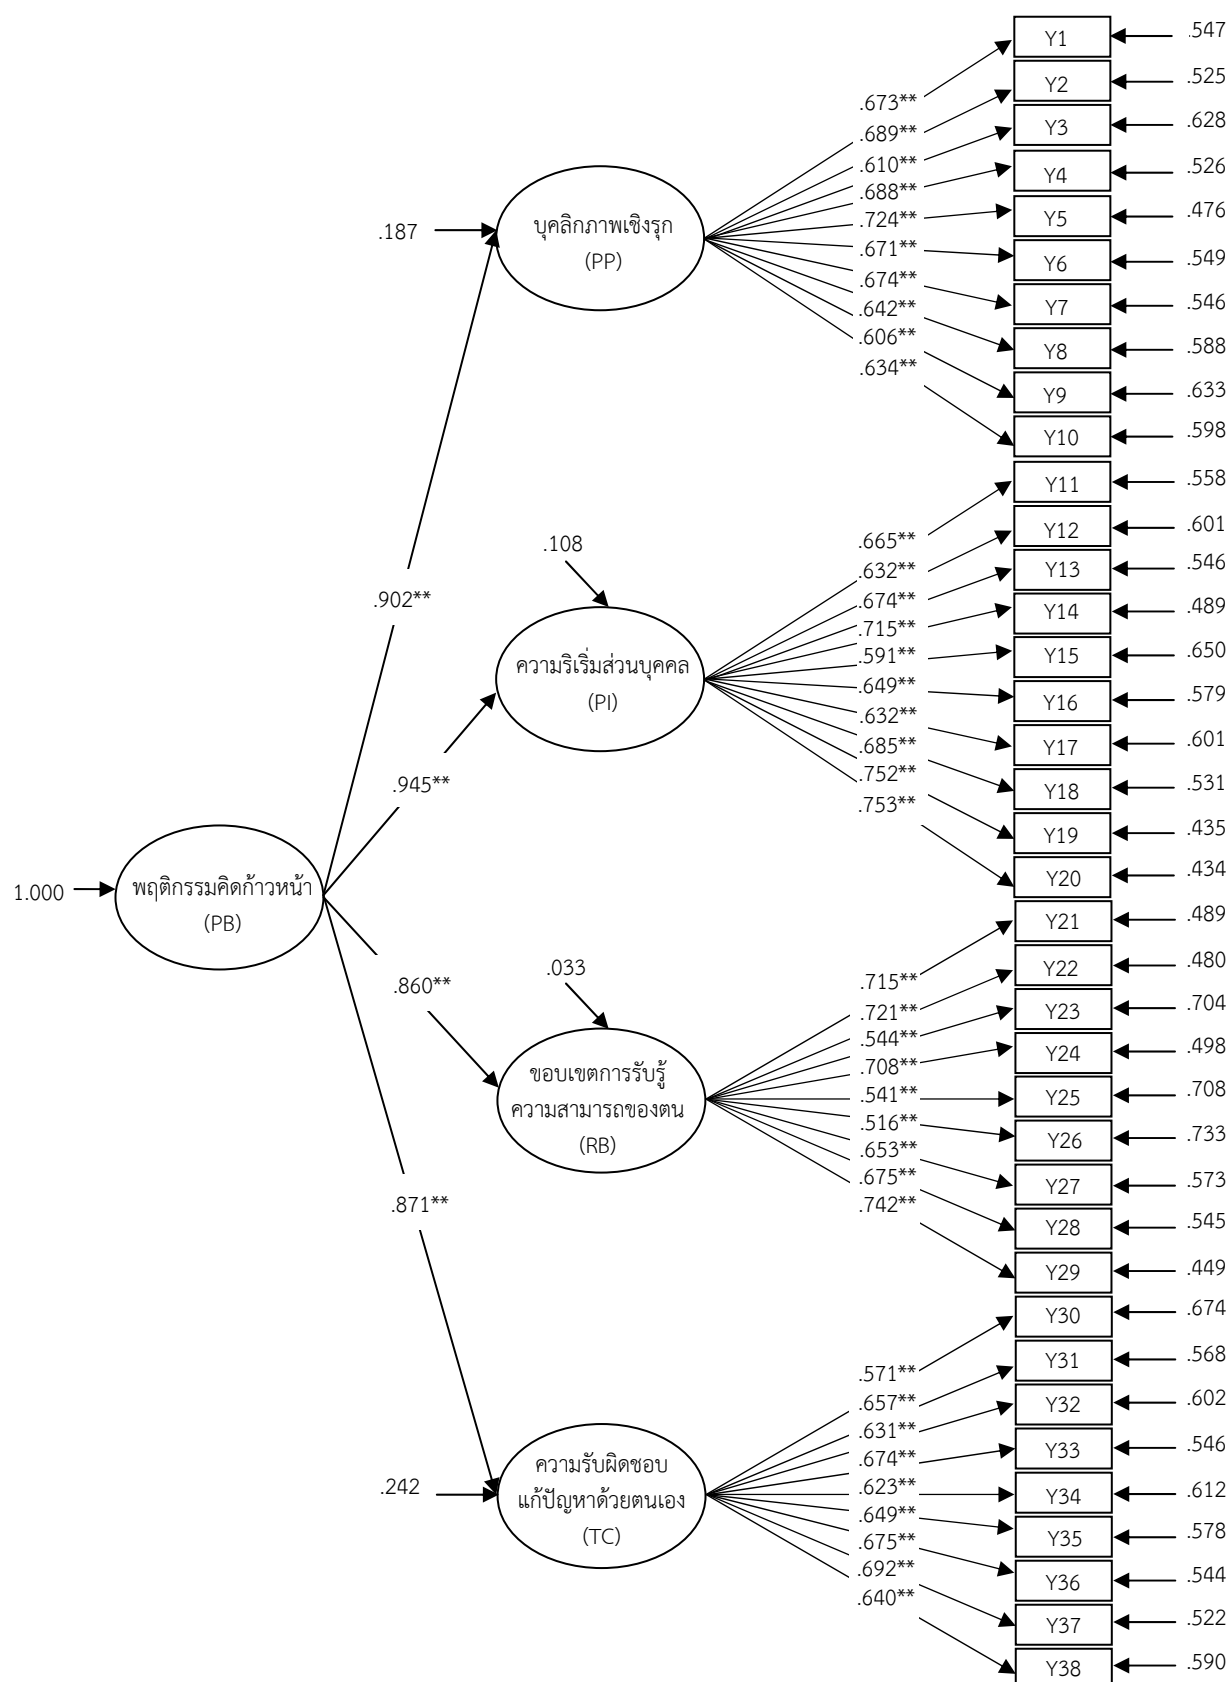 Y1
.547
Y2
.525
Y3
.628
Y4
.526
Y5
.476
Y6
.549
Y7
.546
Y8
.588
Y9
.633
Y10
.598
.673**
.689**
.610**
.688**
.724**
.671**
.674**
.642**
.606**
.634**
.187
บุคลิกภาพเชิงรุก
(PP)
Y11
.558
Y12
.601
Y13
.546
Y14
.489
Y15
.650
Y16
.579
Y17
.601
Y18
.531
Y19
.435
Y20
.434
.665**
.632**
.674**
.715**
.591**
.649**
.632**
.685**
.752**
.753**
.108
ความริเริ่มส่วนบุคคล
(PI)
.902**
.945**
1.000
พฤติกรรมคิดก้าวหน้า
(PB)
.860**
.871**
Y21
.489
Y22
.480
Y23
.704
Y24
.498
Y25
.708
Y26
.733
Y27
.573
Y28
.545
Y29
.449
.715**
.721**
.544**
.708**
.541**
.516**
.653**
.675**
.742**
.033
ขอบเขตการรับรู้
ความสามารถของตน
(RB)
Y30
.674
Y31
.568
Y32
.602
Y33
.546
Y34
.612
Y35
.578
Y36
.544
Y37
.522
Y38
.590
.571**
.657**
.631**
.674**
.623**
.649**
.675**
.692**
.640**
.242
ความรับผิดชอบ
แก้ปัญหาด้วยตนเอง
(TC)